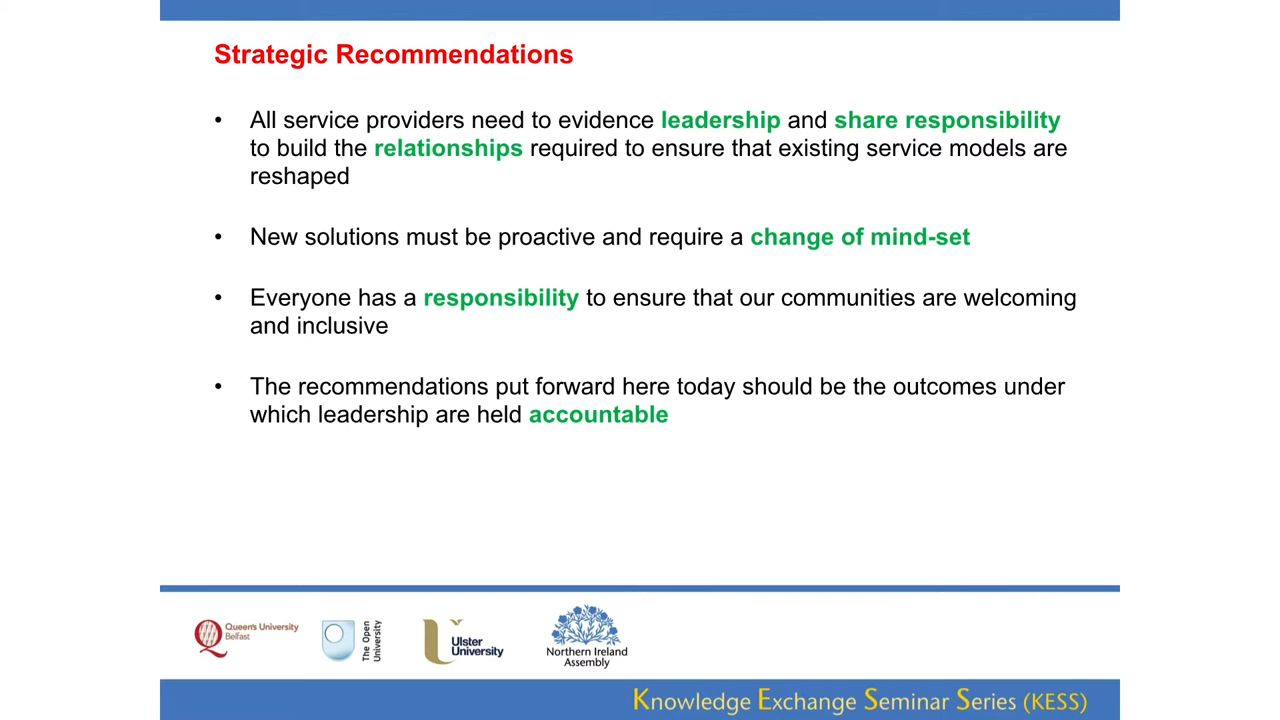 Strategic Recommendations
• All service providers need to evidence leadership and share responsibility
to build the relationships required to ensure that existing service models are
reshaped
• New solutions must be proactive and require a change of mind-set
• Everyone has a responsibility to ensure that our communities are welcoming
and inclusive
• The recommendations put forward here today should be the outcomes under
which leadership are held accountable
Queen's University
Belfast
The Open
University
Ulster
University
Northern Ireland
Assembly
Knowledge Exchange Seminar Series (KESS)